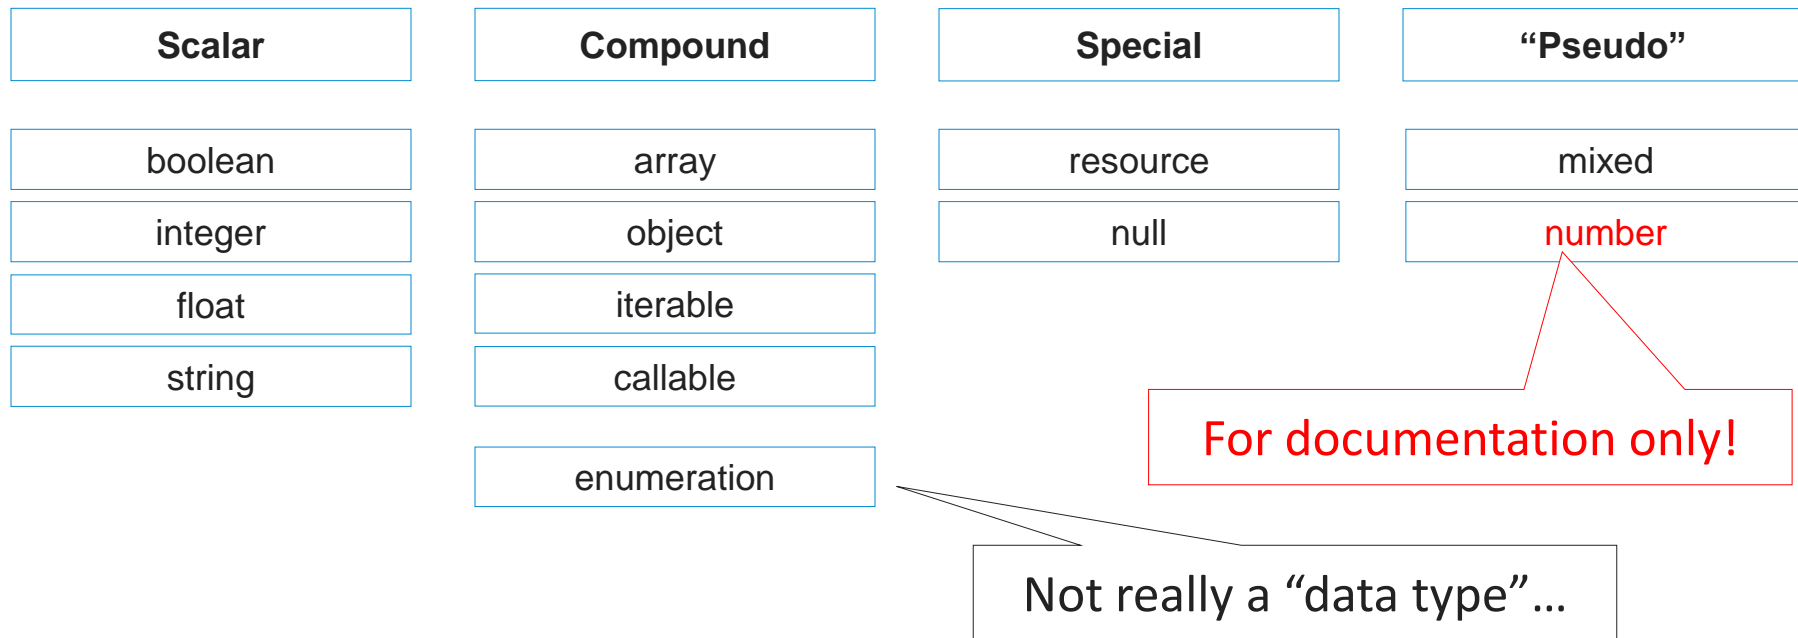 Scalar
Compound
Special
“Pseudo”
boolean
array
resource
mixed
integer
object
null
number
float
iterable
string
callable
For documentation only!
enumeration
Not really a “data type”…